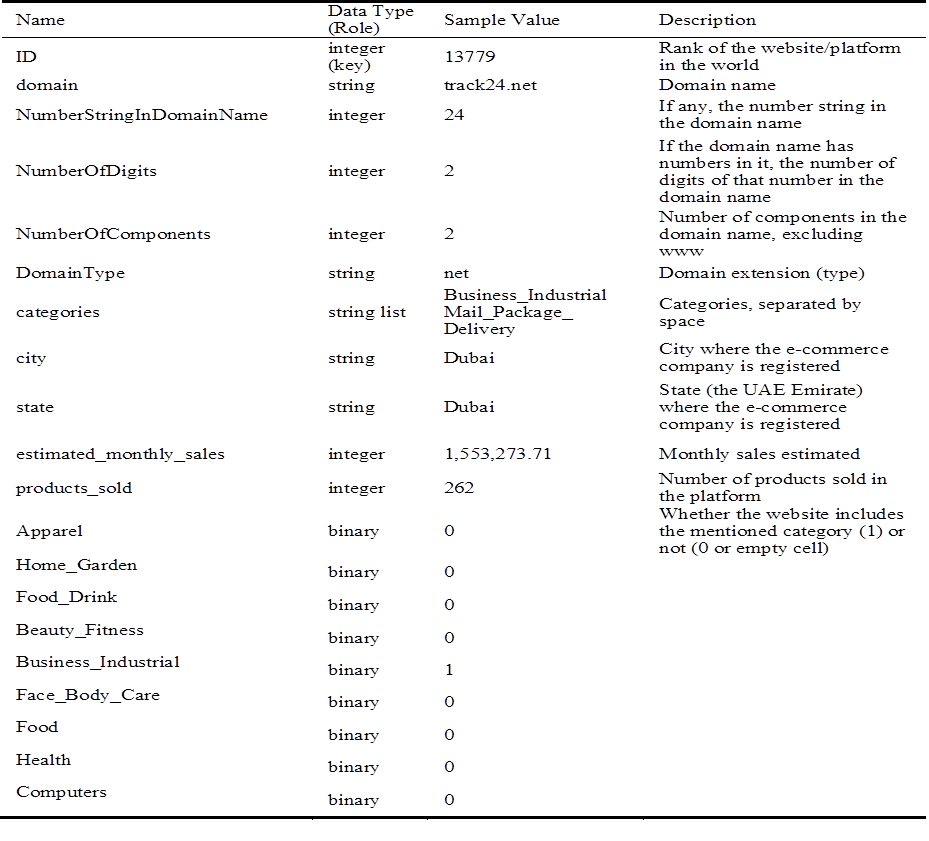 Name Data Type (Role) Sample Value Description
ID integer (key) 13779 Rank of the website/platform in the world
domain string track24.net Domain name
NumberStringInDomainName integer 24 If any, the number string in the domain name
NumberOfDigits integer 2 If the domain name has numbers in it, the number of digits of that number in the domain name
NumberOfComponents integer 2 Number of components in the domain name, excluding www
DomainType string net Domain extension (type)
categories string list Business_Industrial Mail_Package_ Delivery Categories, separated by space
city string Dubai City where the e-commerce company is registered
state string Dubai State (the UAE Emirate) where the e-commerce company is registered
estimated_monthly_sales integer 1,553,273.71 Monthly sales estimated
products_sold integer 262 Number of products sold in the platform
Apparel binary 0 Whether the website includes the mentioned category (1) or not (0 or empty cell)
Home_Garden binary 0
Food_Drink binary 0
Beauty_Fitness binary 0
Business_Industrial binary 1
Face_Body_Care binary 0
Food binary 0
Health binary 0
Computers binary 0